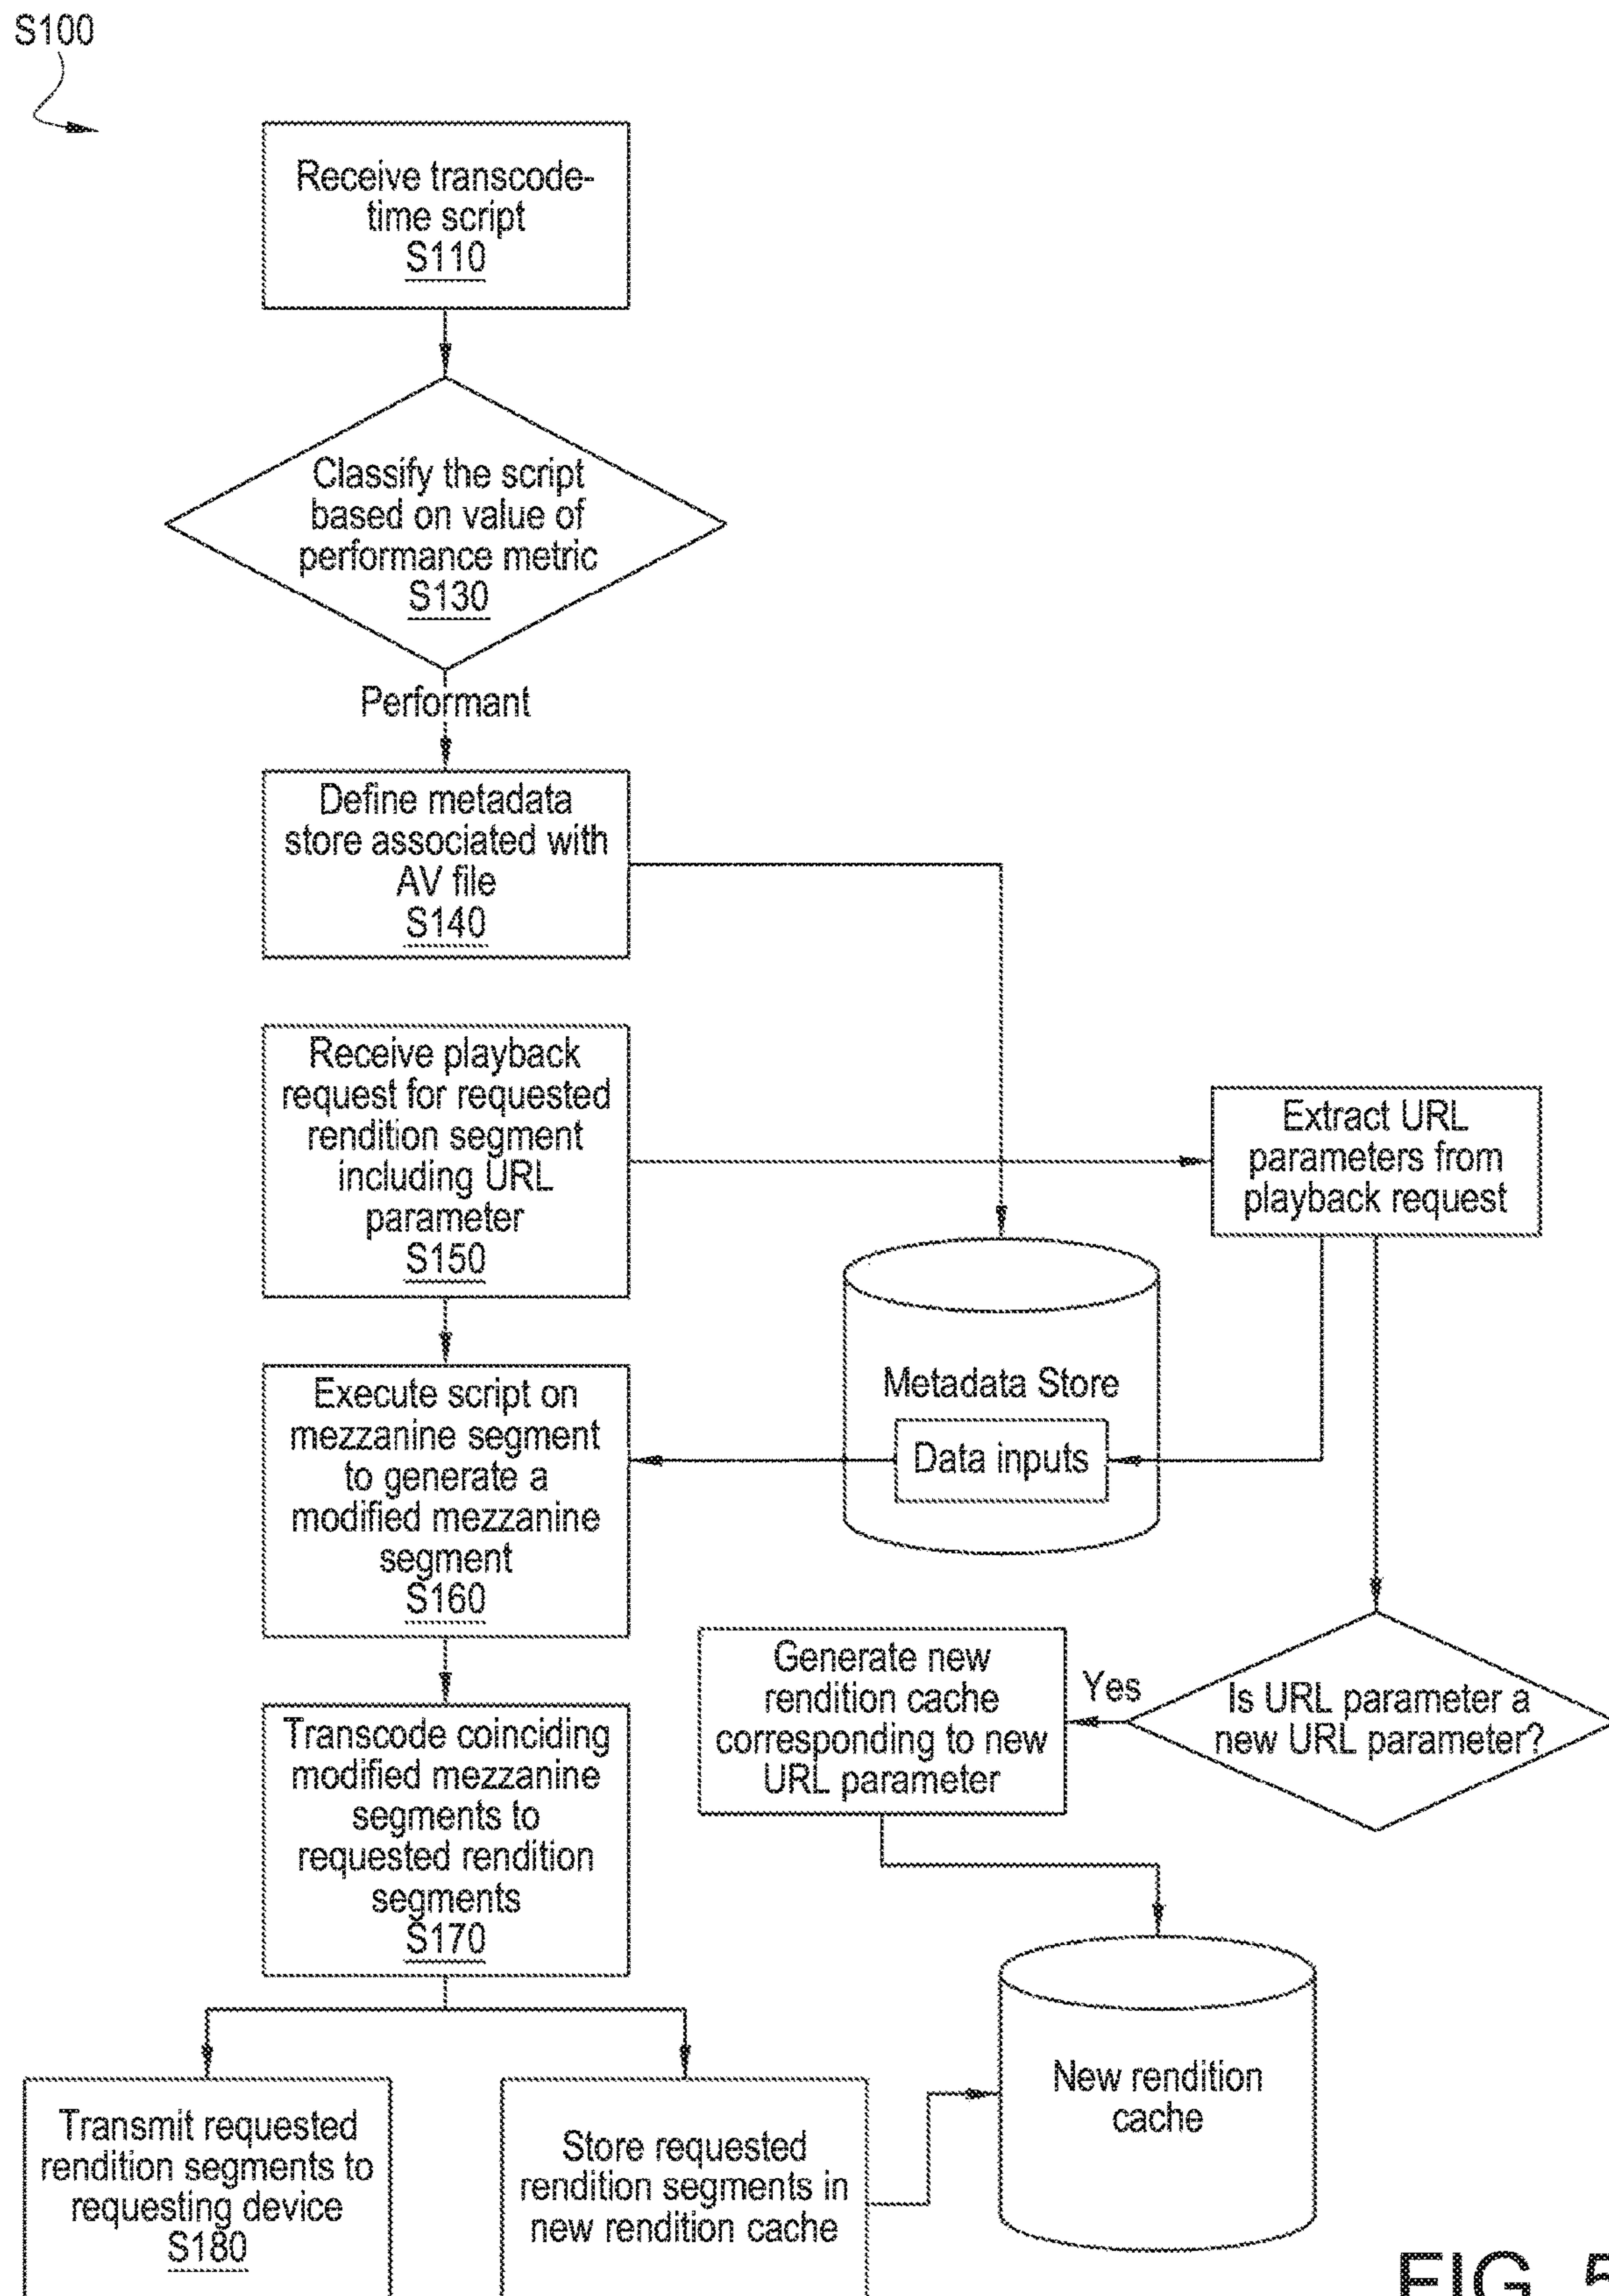 S100
Receive transcode-
time script
S110
Classify the script
based on value of
performance metric
S130
Performant
Define metadata
store associated with
AV file
S140
Receive playback
request for requested
rendition segment
including URL
parameter
S150
Extract URL
parameters from
playback request
Execute script on
mezzanine segment
to generate a
modified mezzanine
segment
S160
Metadata Store
Data inputs
Generate new
rendition cache
corresponding to new
URL parameter
Yes
Is URL parameter a
new URL parameter?
Transcode coinciding
modified mezzanine
segments to
requested rendition
segments
S170
New rendition
cache
Transmit requested
rendition segments to
requesting device
S180
Store requested
rendition segments in
new rendition cache
FIG. 5